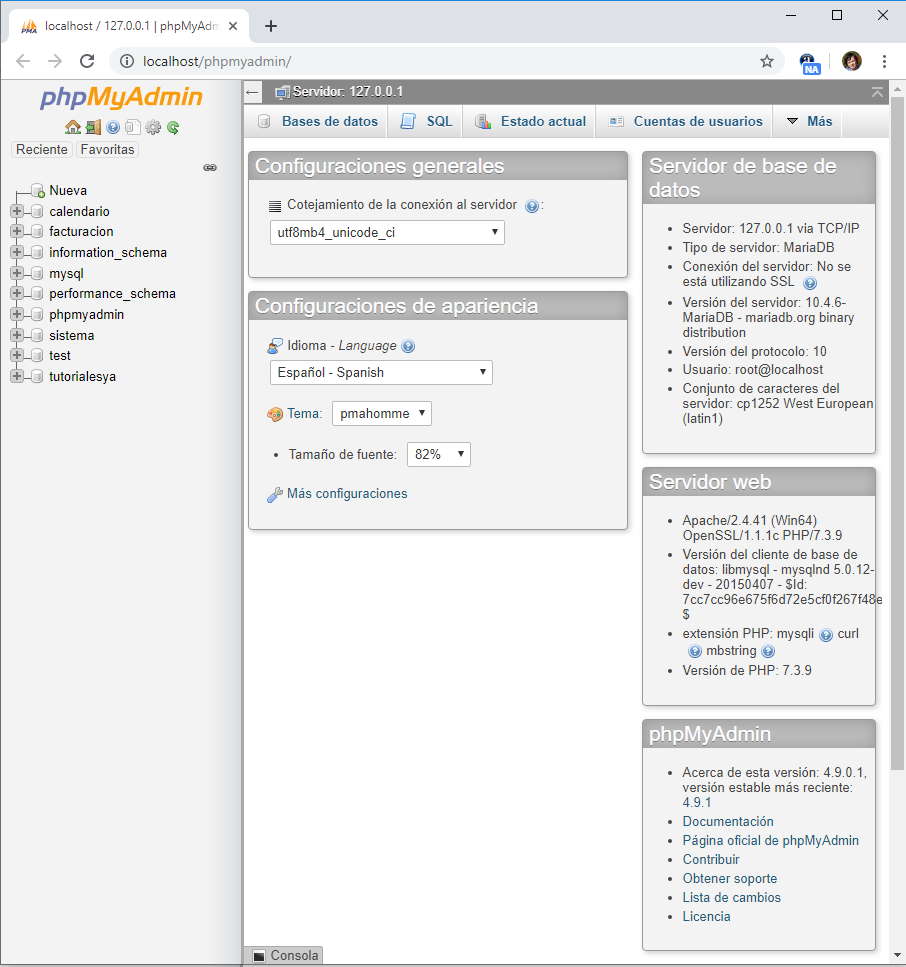 localhost / 127.0.0.1 | phpMyAdm
localhost/phpmyadmin/
NA
phpMyAdmin
Reciente Favoritas
Nueva
calendario
facturacion
information_schema
mysql
performance_schema
phpmyadmin
sistema
test
tutorialesya
Servidor: 127.0.0.1
Bases de datos SQL Estado actual Cuentas de usuarios Más
Configuraciones generales
Cotejamiento de la conexión al servidor :
utf8mb4_unicode_ci
Configuraciones de apariencia
Idioma - Language
Español - Spanish
Tema: pmahomme
• Tamaño de fuente: 82%
Más configuraciones
Servidor de base de
datos
• Servidor: 127.0.0.1 via TCP/IP
• Tipo de servidor: MariaDB
• Conexión del servidor: No se
está utilizando SSL
• Versión del servidor: 10.4.6-
MariaDB - mariadb.org binary
distribution
• Versión del protocolo: 10
• Usuario: root@localhost
• Conjunto de caracteres del
servidor: cp1252 West European
(latin1)
Servidor web
• Apache/2.4.41 (Win64)
OpenSSL/1.1.1c PHP/7.3.9
• Versión del cliente de base de
datos: libmysql - mysqlnd 5.0.12-
dev - 20150407 - $Id:
7cc7cc96e675f6d72e5cf0f267f48e
$
• extensión PHP: mysqli curl
mbstring
• Versión de PHP: 7.3.9
phpMyAdmin
• Acerca de esta versión: 4.9.0.1,
versión estable más reciente:
4.9.1
• Documentación
• Página oficial de phpMyAdmin
• Contribuir
• Obtener soporte
• Lista de cambios
• Licencia
Consola